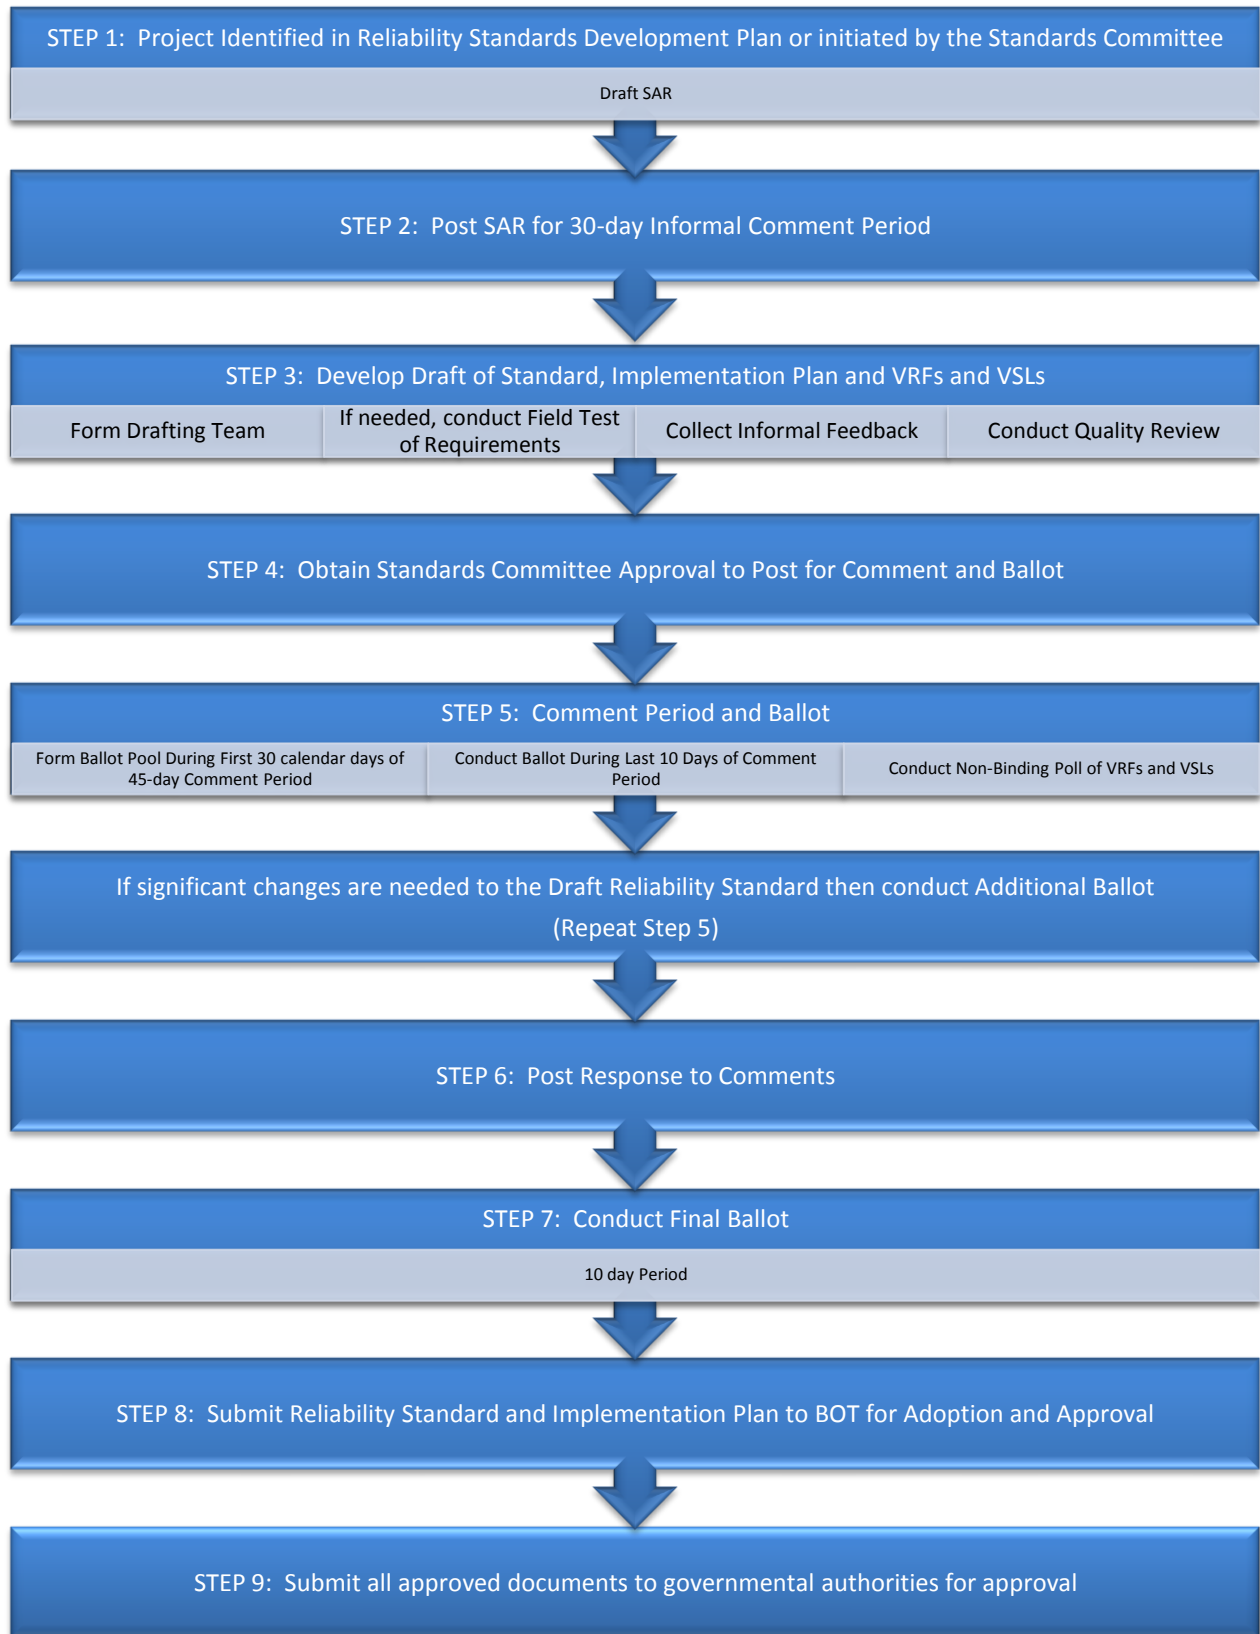 STEP 1:  Project Identified in Reliability Standards Development Plan or initiated by the Standards Committee
Draft SAR
STEP 2:  Post SAR for 30-day Informal Comment Period
STEP 3:  Develop Draft of Standard, Implementation Plan and VRFs and VSLs
Form Drafting Team
If needed, conduct Field Test
of Requirements
Collect Informal Feedback
Conduct Quality Review
STEP 4:  Obtain Standards Committee Approval to Post for Comment and Ballot
STEP 5:  Comment Period and Ballot
Form Ballot Pool During First 30 calendar days of
45-day Comment Period
Conduct Ballot During Last 10 Days of Comment
Period
Conduct Non-Binding Poll of VRFs and VSLs
If significant changes are needed to the Draft Reliability Standard then conduct Additional Ballot
(Repeat Step 5)
STEP 6:  Post Response to Comments
STEP 7:  Conduct Final Ballot
10 day Period
STEP 8:  Submit Reliability Standard and Implementation Plan to BOT for Adoption and Approval
STEP 9:  Submit all approved documents to governmental authorities for approval